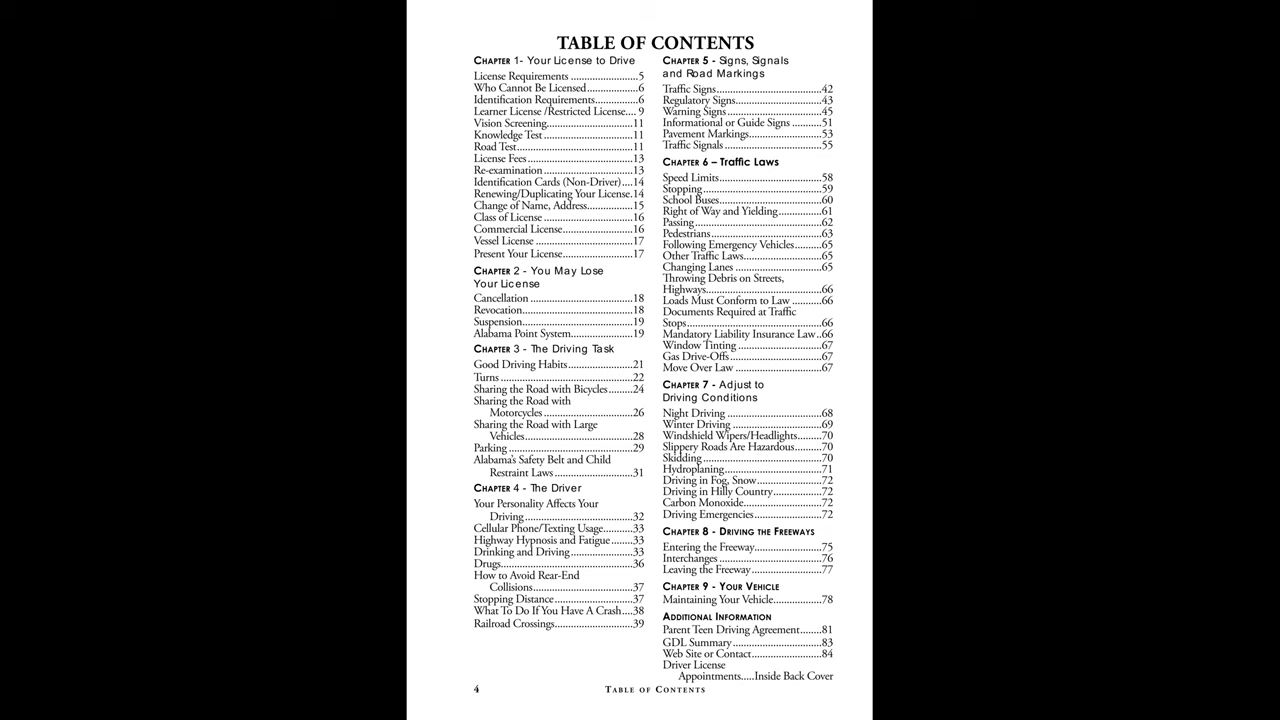 TABLE OF CONTENTS
CHAPTER 1- Your License to Drive
License Requirements ........................5
Who Cannot Be Licensed....................6
Identification Requirements...............6
Learner License /Restricted License.... 9
Vision Screening..............................11
Knowledge Test ...............................11
Road Test.........................................11
License Fees .....................................13
Re-examination ...............................13
Identification Cards (Non-Driver)....14
Renewing/Duplicating Your License.14
Change of Name, Address................15
Class of License ...............................16
Commercial License........................16
Vessel License ..................................17
Present Your License........................17
CHAPTER 2 - You May Lose
Your License
Cancellation ....................................18
Revocation.......................................18
Suspension.......................................19
Alabama Point System......................19
CHAPTER 3 - The Driving Task
Good Driving Habits.......................21
Turns ...............................................22
Sharing the Road with Bicycles.........24
Sharing the Road with
Motorcycles ...............................26
Sharing the Road with Large
Vehicles......................................28
Parking ............................................29
Alabama's Safety Belt and Child
Restraint Laws ...........................31
CHAPTER 4 - The Driver
Your Personality Affects Your
Driving ......................................32
Cellular Phone/Texting Usage...........33
Highway Hypnosis and Fatigue ........33
Drinking and Driving ......................33
Drugs...............................................36
How to Avoid Rear-End
Collisions...................................37
Stopping Distance ...........................37
What To Do If You Have A Crash....38
Railroad Crossings............................39
CHAPTER 5 - Signs, Signals
and Road Markings
Traffic Signs.....................................42
Regulatory Signs..............................43
Warning Signs .................................45
Informational or Guide Signs ..........51
Pavement Markings.........................53
Traffic Signals ..................................55
CHAPTER 6 – Traffic Laws
Speed Limits....................................58
Stopping..........................................59
School Buses....................................60
Right of Way and Yielding...............61
Passing.............................................62
Pedestrians.......................................63
Following Emergency Vehicles.........65
Other Traffic Laws...........................65
Changing Lanes ..............................65
Throwing Debris on Streets,
Highways.........................................66
Loads Must Conform to Law ..........66
Documents Required at Traffic
Stops................................................66
Mandatory Liability Insurance Law..66
Window Tinting .............................67
Gas Drive-Offs................................67
Move Over Law ..............................67
CHAPTER 7 - Adjust to
Driving Conditions
Night Driving .................................68
Winter Driving ...............................69
Windshield Wipers/Headlights........70
Slippery Roads Are Hazardous.........70
Skidding ..........................................70
Hydroplaning..................................71
Driving in Fog, Snow......................72
Driving in Hilly Country.................72
Carbon Monoxide...........................72
Driving Emergencies.......................72
CHAPTER 8 - DRIVING THE FREEWAYS
Entering the Freeway.......................75
Interchanges ....................................76
Leaving the Freeway ........................77
CHAPTER 9 - YOUR VEHICLE
Maintaining Your Vehicle.................78
ADDITIONAL INFORMATION
Parent Teen Driving Agreement.......81
GDL Summary ...............................83
Web Site or Contact........................84
Driver License
Appointments.....Inside Back Cover
4 TABLE OF CONTENTS